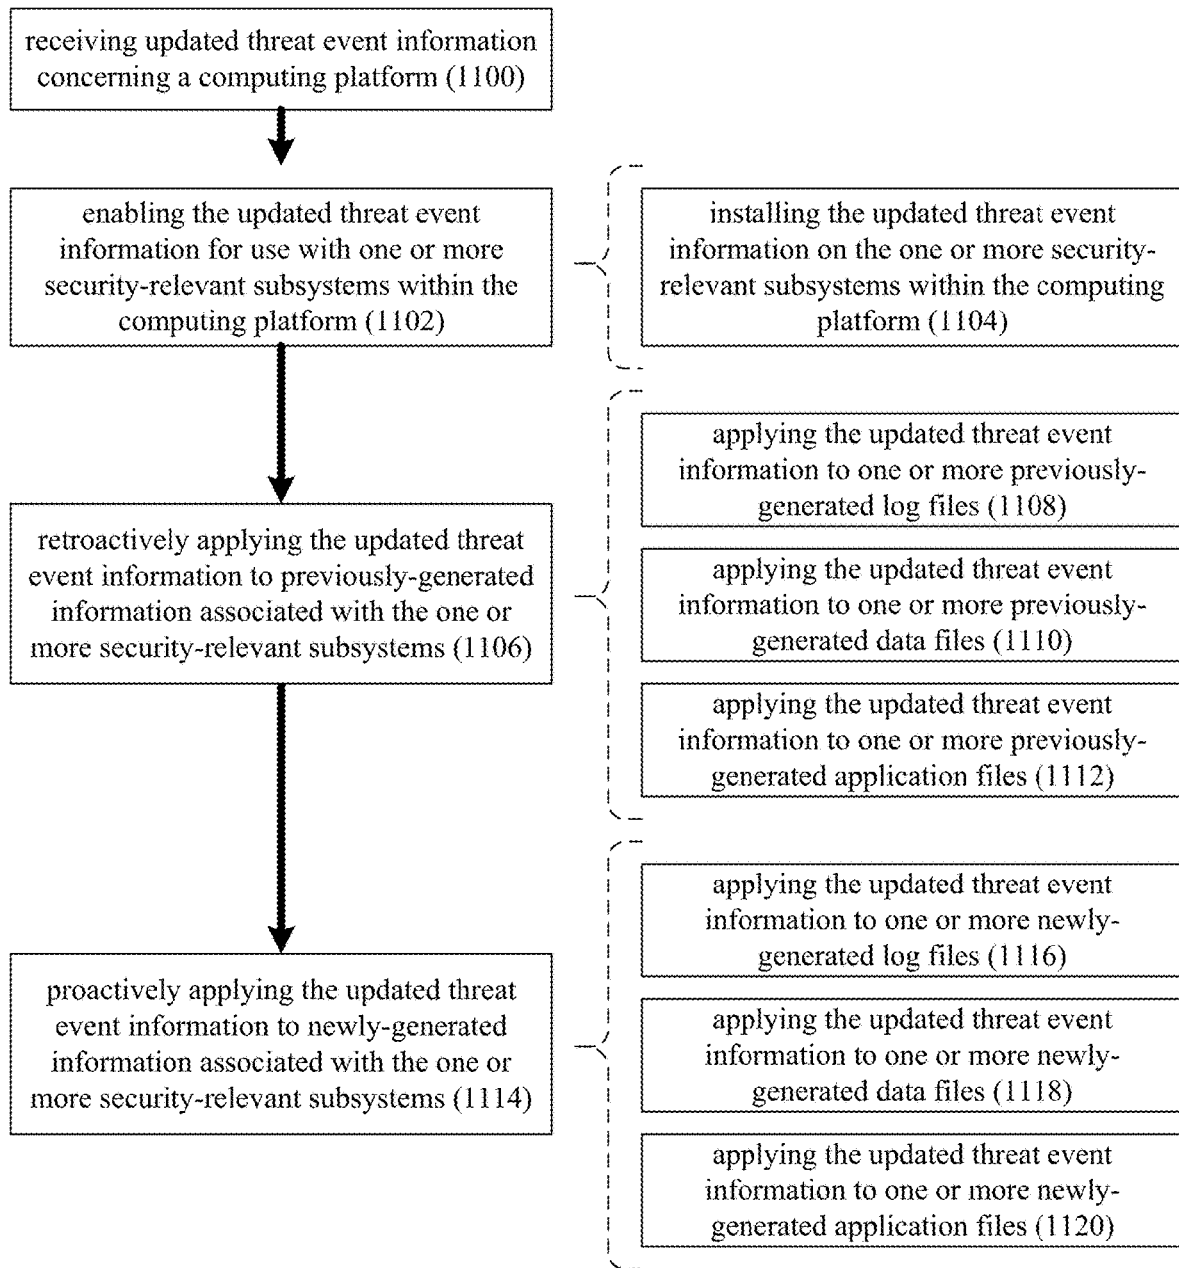 receiving updated threat event information
concerning a computing platform (1100)
enabling the updated threat event
information for use with one or more
security-relevant subsystems within the
computing platform (1102)
installing the updated threat event
information on the one or more security-
relevant subsystems within the computing
platform (1104)
retroactively applying the updated threat
event information to previously-generated
information associated with the one or
more security-relevant subsystems (1106)
applying the updated threat event
information to one or more previously-
generated log files (1108)
applying the updated threat event
information to one or more previously-
generated data files (1110)
applying the updated threat event
information to one or more previously-
generated application files (1112)
proactively applying the updated threat
event information to newly-generated
information associated with the one or
more security-relevant subsystems (1114)
applying the updated threat event
information to one or more newly-
generated log files (1116)
applying the updated threat event
information to one or more newly-
generated data files (1118)
applying the updated threat event
information to one or more newly-
generated application files (1120)